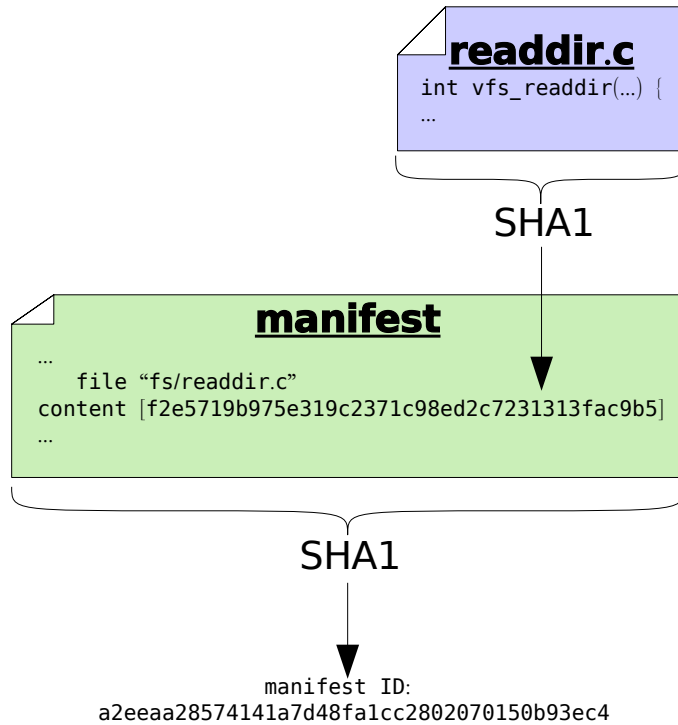 readdir.c
int vfs_readdir(...) {
...
SHA1
manifest
...
file “fs/readdir.c”
content [f2e5719b975e319c2371c98ed2c7231313fac9b5]
...
SHA1
manifest ID:
a2eeaa28574141a7d48fa1cc2802070150b93ec4